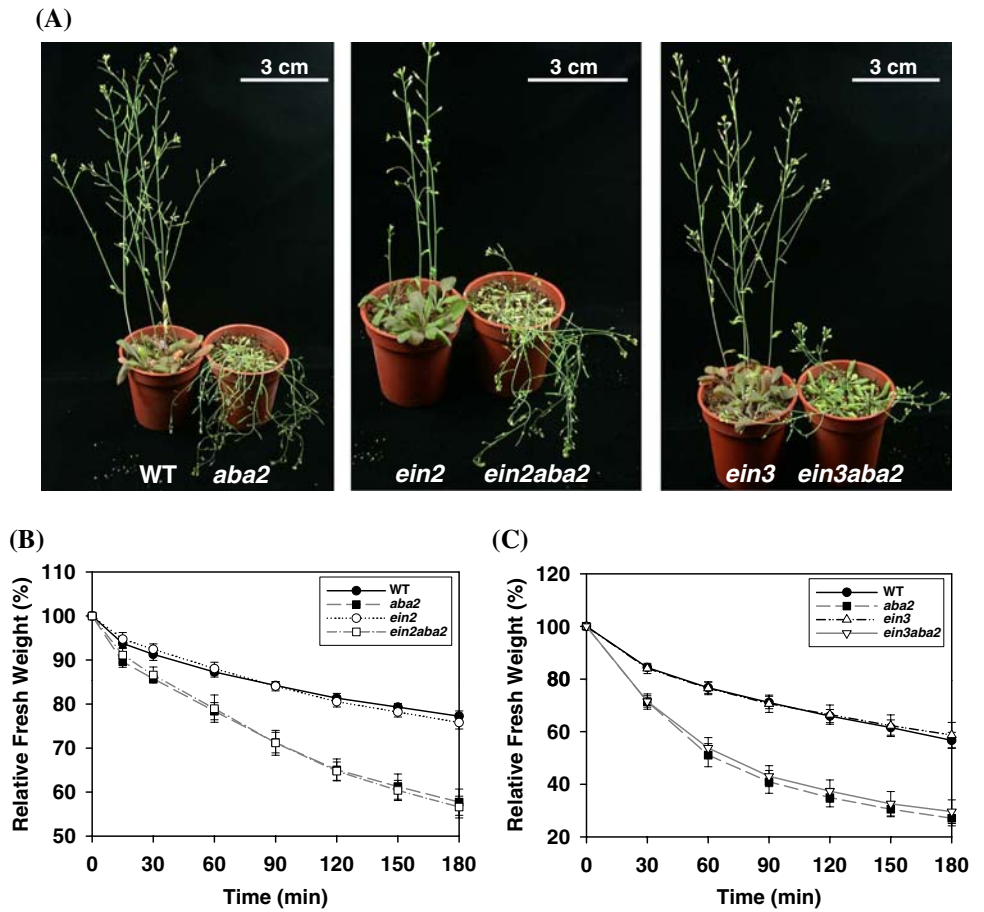 (A)
3 cm
3 cm
3 cm
WT aba2
ein2 ein2aba2
ein3 ein3aba2
(B)
110
100
90
80
70
60
50
Relative Fresh Weight (%)
WT
aba2
ein2
ein2aba2
0 30 60 90 120 150 180
Time (min)
(C)
120
100
80
60
40
20
Relative Fresh Weight (%)
WT
aba2
ein3
ein3aba2
0 30 60 90 120 150 180
Time (min)